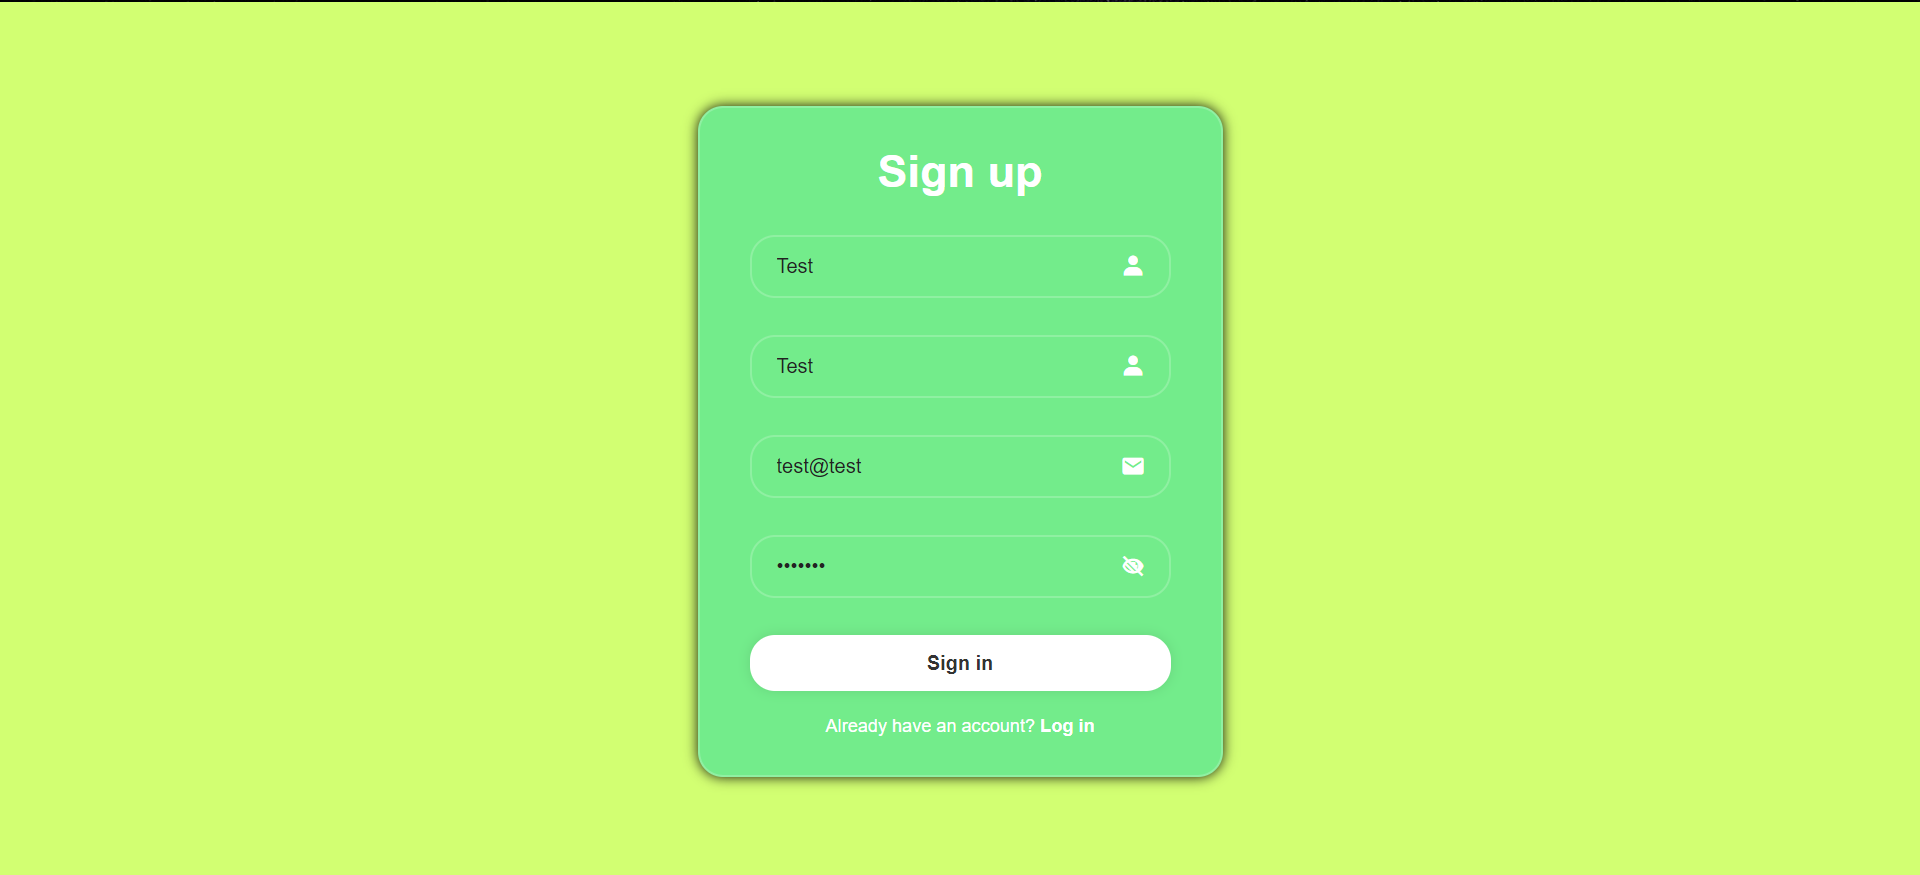 Sign up
Test
Test
test@test
•••••••
Sign in
Already have an account? Log in